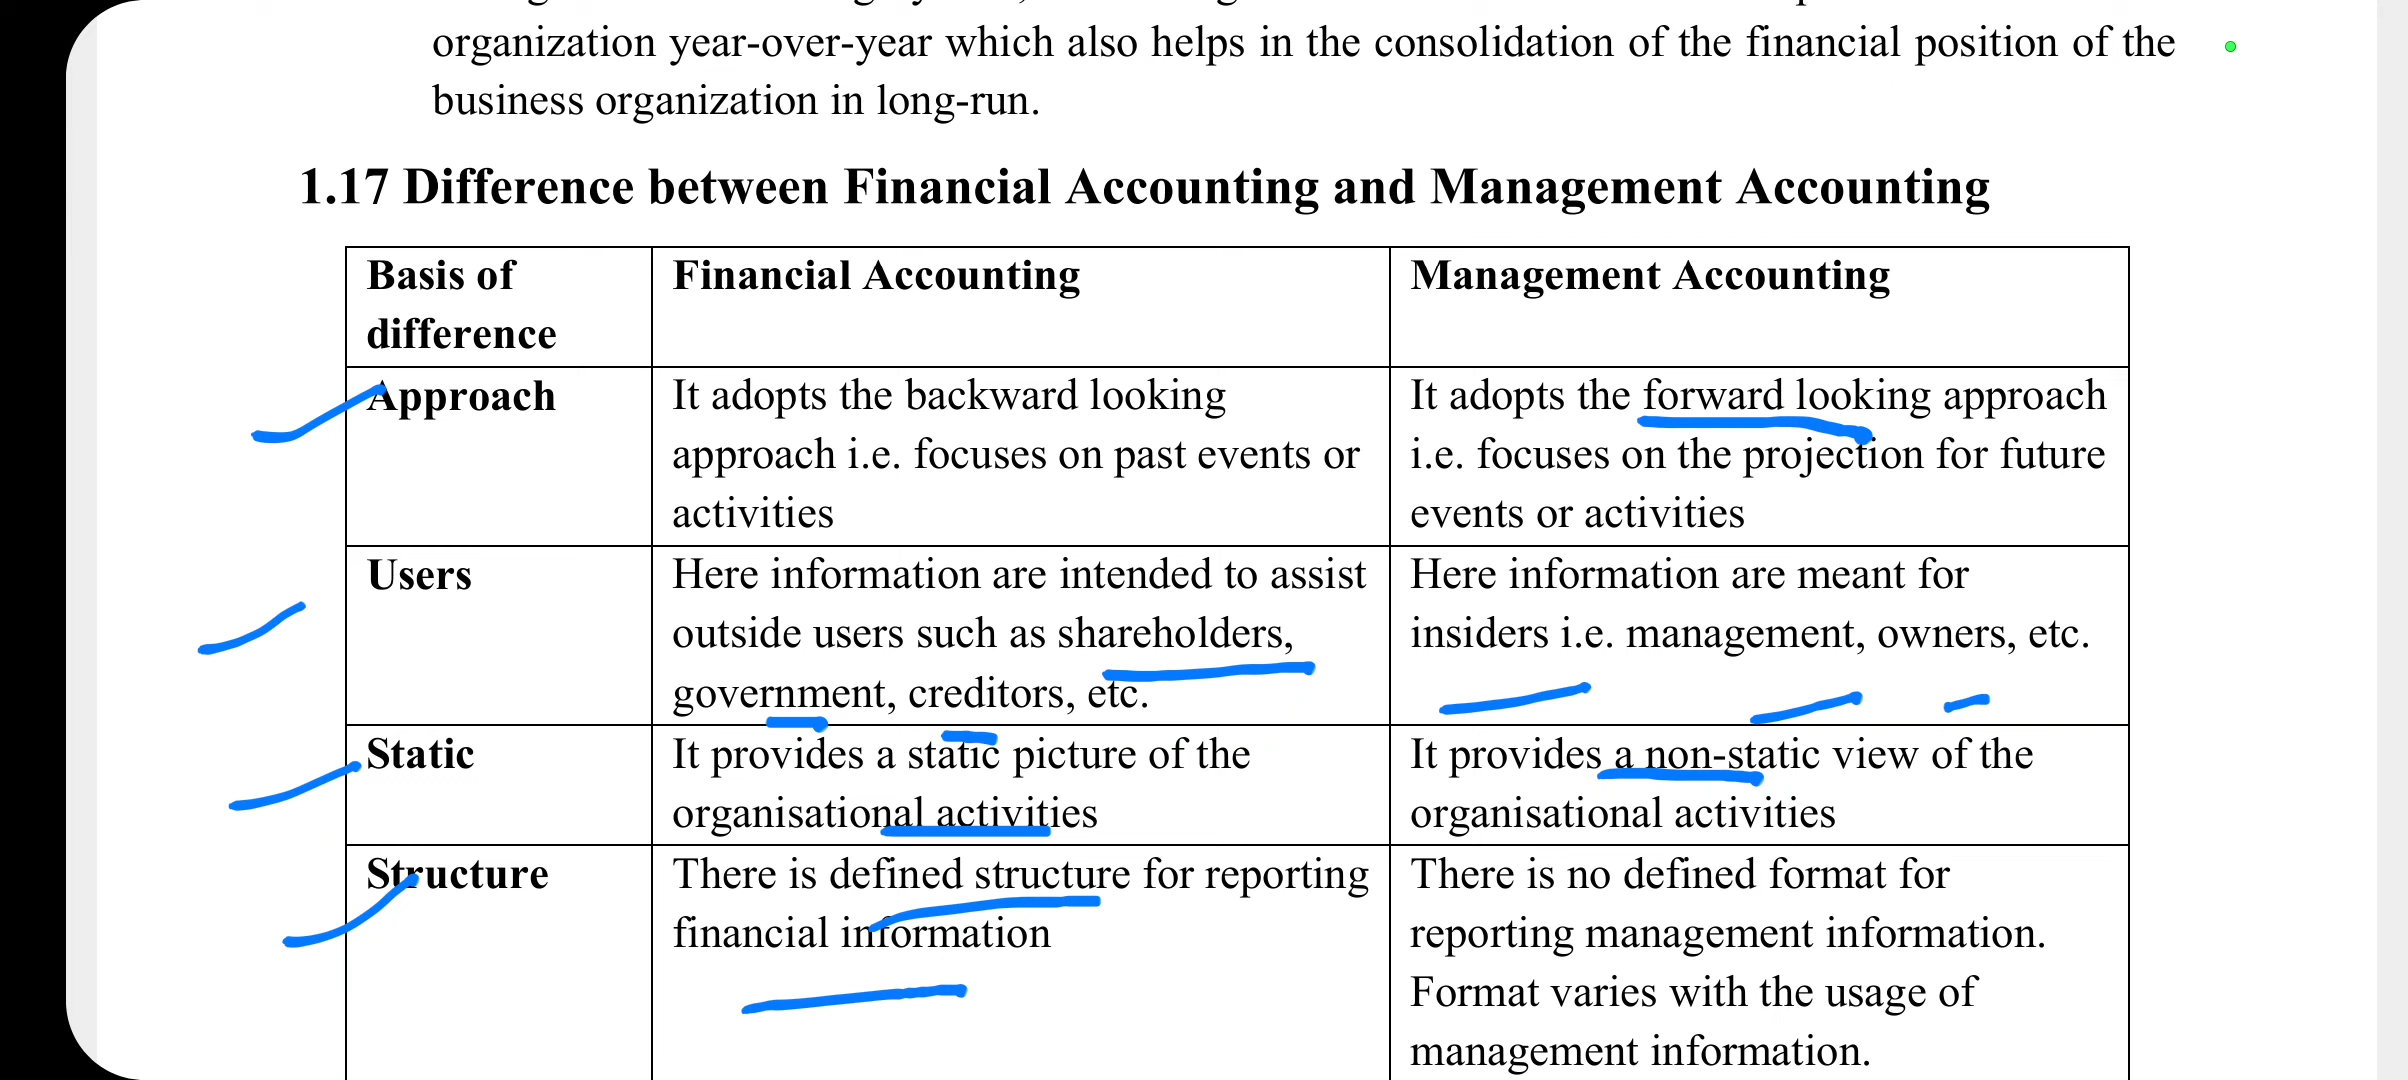 organization year-over-year which also helps in the consolidation of the financial position of the
business organization in long-run.
1.17 Difference between Financial Accounting and Management Accounting
Basis of difference
Financial Accounting
Management Accounting
Approach
It adopts the backward looking
approach i.e. focuses on past events or
activities
It adopts the forward looking approach
i.e. focuses on the projection for future
events or activities
Users
Here information are intended to assist
outside users such as shareholders,
government, creditors, etc.
Here information are meant for
insiders i.e. management, owners, etc.
Static
It provides a static picture of the
organisational activities
It provides a non-static view of the
organisational activities
Structure
There is defined structure for reporting
financial information
There is no defined format for
reporting management information.
Format varies with the usage of
management information.